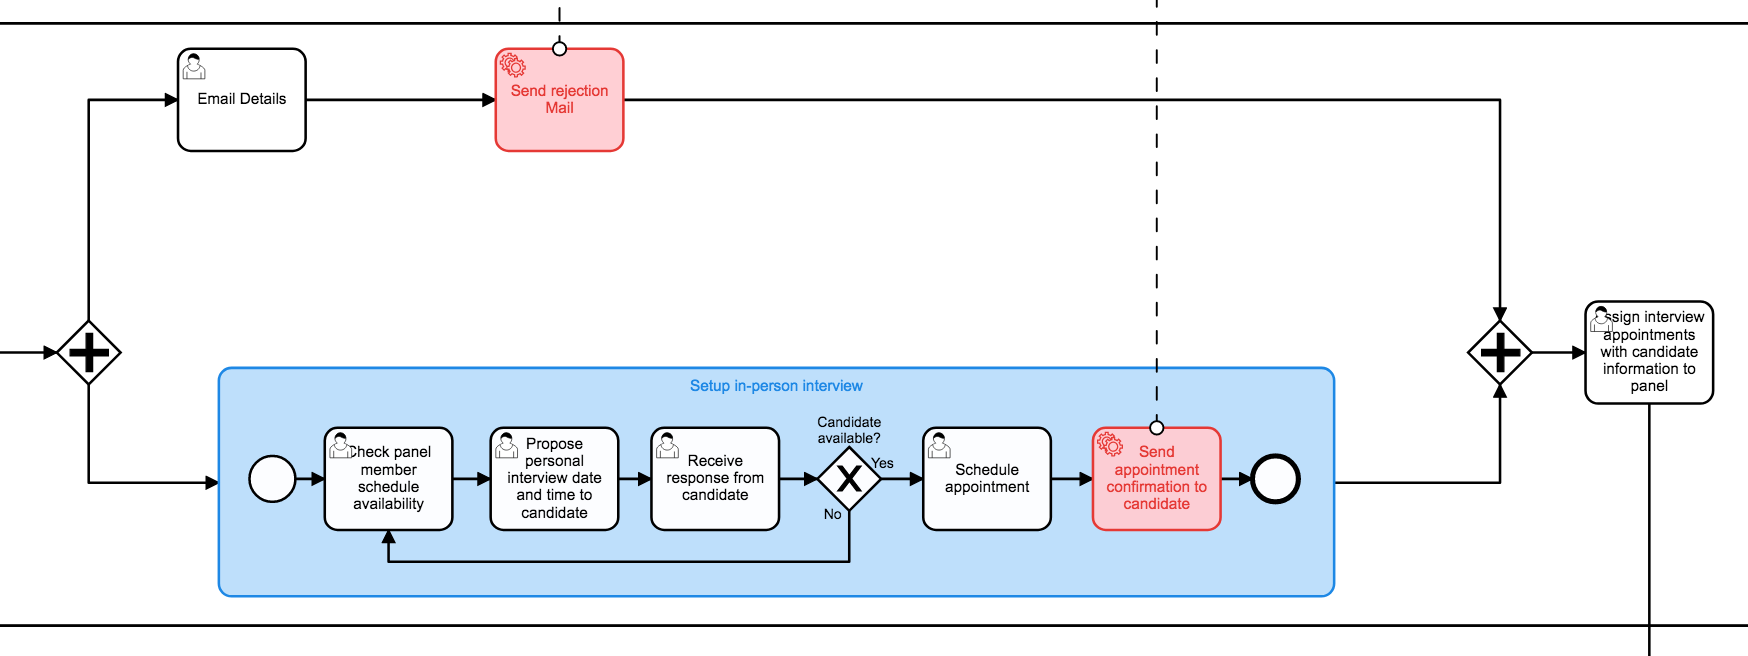 Email Details
Send rejection
Mail
Setup in-person interview
Check panel
member
schedule
availability
Propose
personal
interview date
and time to
candidate
Receive
response from
candidate
Candidate
available?
Yes
No
Schedule
appointment
Send
appointment
confirmation to
candidate
ssign interview
appointments
with candidate
information to
panel